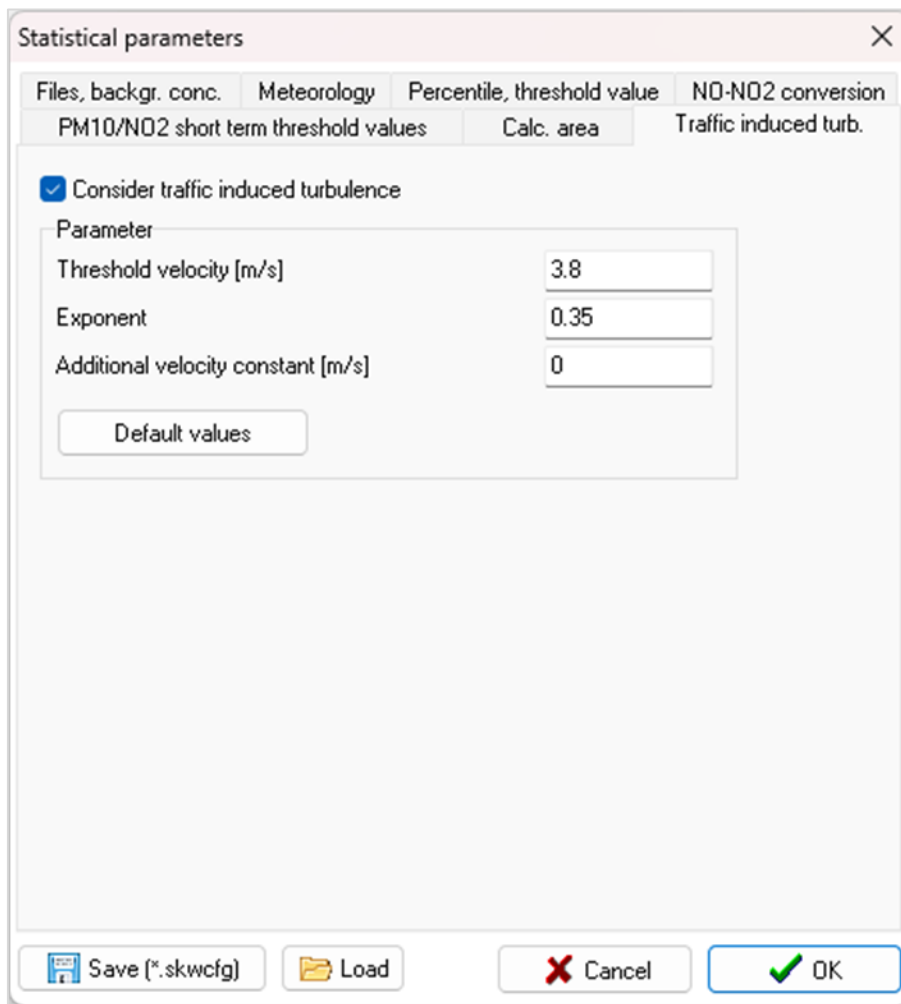 Statistical parameters
Files, backgr. conc. Meteorology Percentile, threshold value NO-NO2 conversion
PM10/NO2 short term threshold values Calc. area Traffic induced turb.
Consider traffic induced turbulence
Parameter
Threshold velocity [m/s] 3.8
Exponent 0.35
Additional velocity constant [m/s] 0
Default values
Save (*.skwcfg) Load Cancel OK